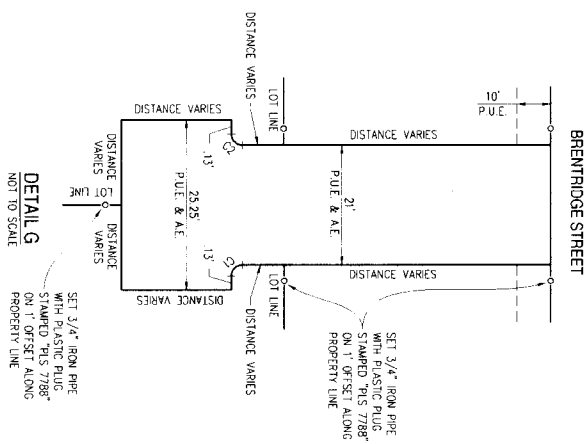 BRENTRIDGE STREET
10'
P.U.E.
LOT LINE
DISTANCE VARIES
DISTANCE VARIES
DISTANCE VARIES
C2
.13'
21'
P.U.E. & A.E.
25.25'
P.U.E. & A.E.
.13'
DISTANCE VARIES
LOT LINE
DISTANCE VARIES
DISTANCE VARIES
DISTANCE
VARIES
LOT LINE
DISTANCE
VARIES
SET 3/4" IRON PIPE
WITH PLASTIC PLUG
STAMPED "PLS 7788"
ON 1' OFFSET ALONG
PROPERTY LINE
SET 3/4" IRON PIPE
WITH PLASTIC PLUG
STAMPED "PLS 7788"
ON 1' OFFSET ALONG
PROPERTY LINE
DETAIL G
NOT TO SCALE